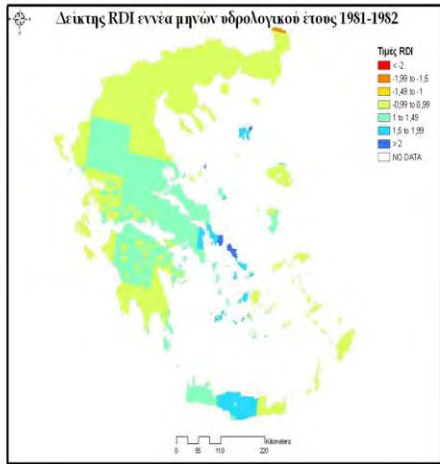 Δείκτης RDI εννέα μηνών υδρολογικού έτους 1981-1982
Τιμές RDI
< -2
-1,99 to -1,5
-1,49 to -1
-0,99 to 0,99
1 to 1,49
1,5 to 1,99
>2
NO DATA
Kilometers
0 55 110 220